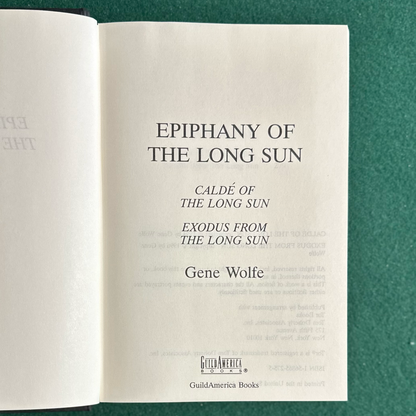 EPIPHANY OF
THE LONG SUN
CALDÉ OF
THE LONG SUN
EXODUS FROM
THE LONG SUN
Gene Wolfe
GUILDAMERICA
BOOKS®
GuildAmerica Books